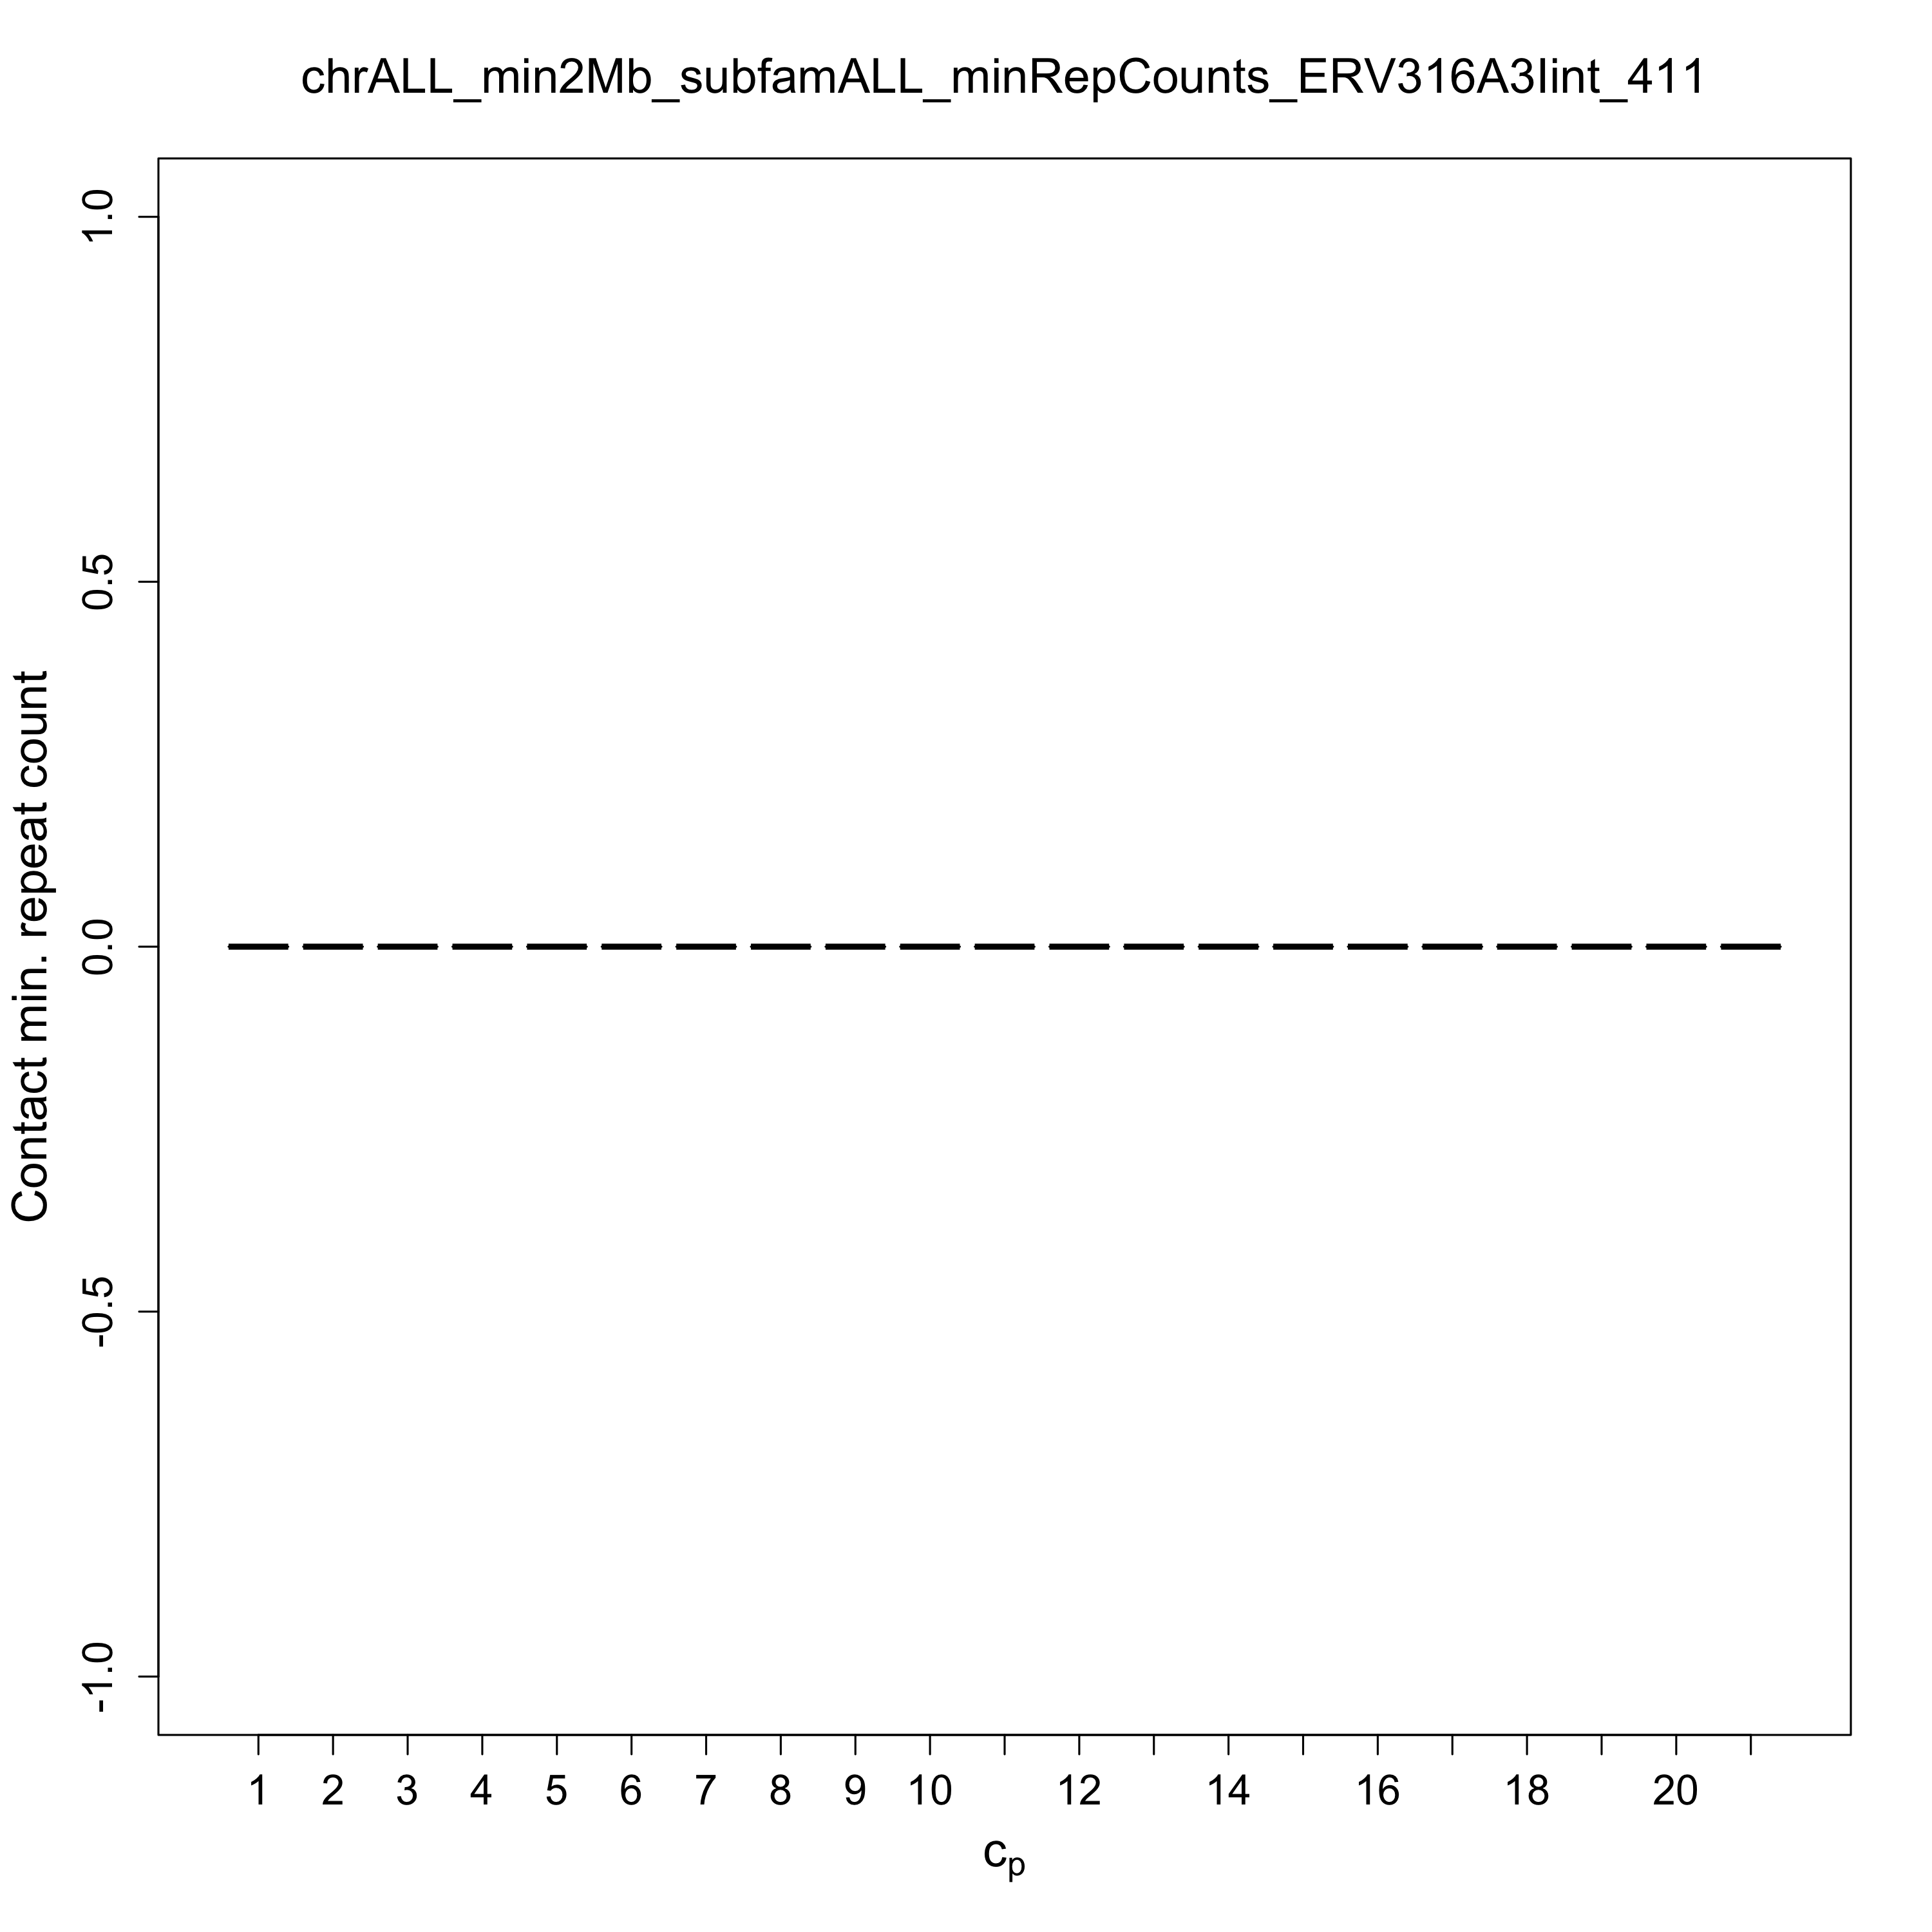 chrALL_min2Mb_subfamALL_minRepCounts_ERV316A3Iint_411
Contact min. repeat count
1.0
0.5
0.0
-0.5
-1.0
1 2 3 4 5 6 7 8 9 10 12 14 16 18 20
cp